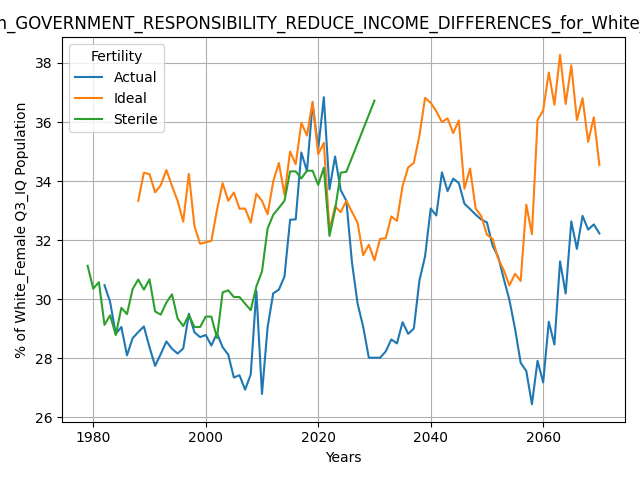 n_GOVERNMENT_RESPONSIBILITY_REDUCE_INCOME_DIFFERENCES_for_White_
Fertility
Actual
Ideal
Sterile
% of White_Female Q3_IQ Population
38
36
34
32
30
28
26
1980
2000
2020
2040
2060
Years